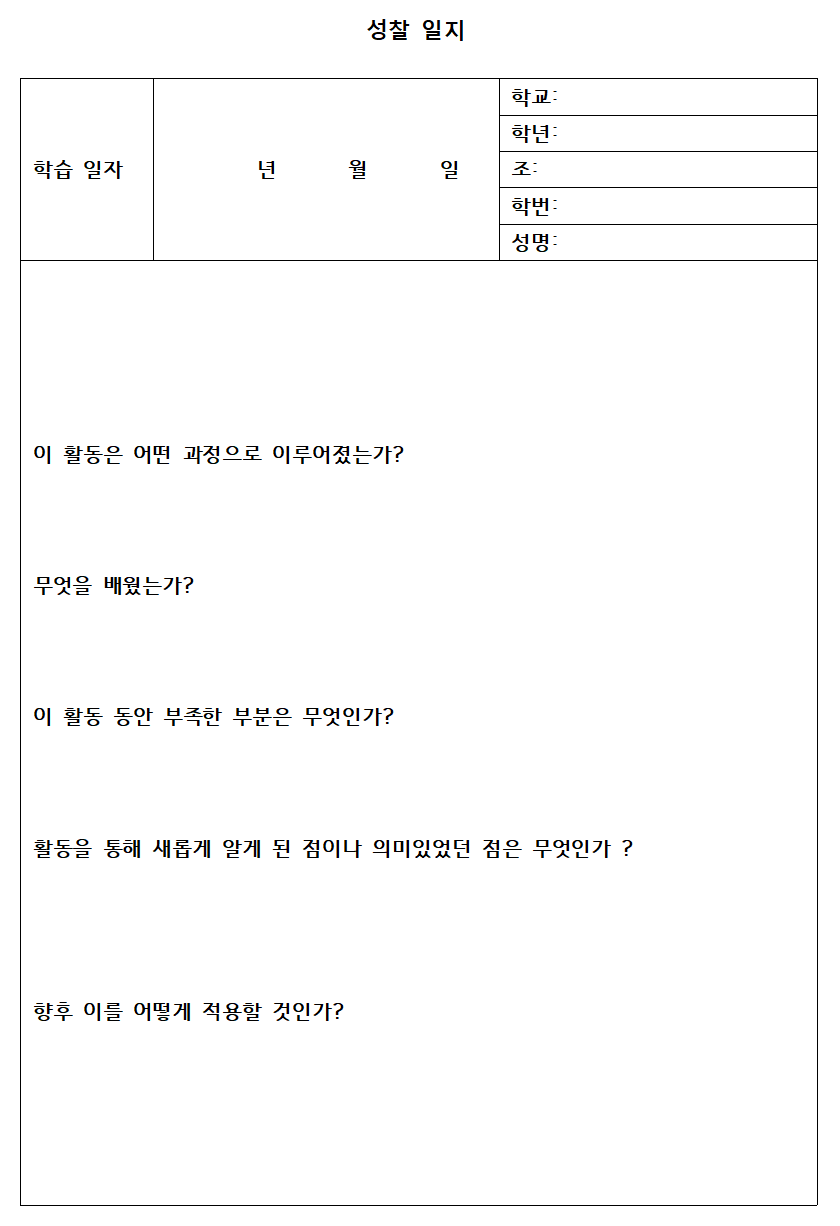 성찰 일지
학습 일자
년 월 일
학교:
학년:
조:
학번:
성명:
이 활동은 어떤 과정으로 이루어졌는가?
무엇을 배웠는가?
이 활동 동안 부족한 부분은 무엇인가?
활동을 통해 새롭게 알게 된 점이나 의미있었던 점은 무엇인가 ?
향후 이를 어떻게 적용할 것인가?